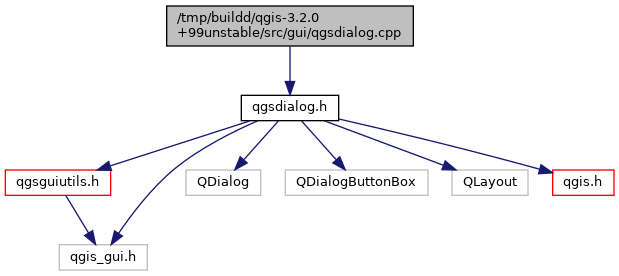 /tmp/buildd/qgis-3.2.0
+99unstable/src/gui/qgsdialog.cpp
qgsdialog.h
qgsguiutils.h
QDialog
QDialogButtonBox
QLayout
qgis.h
qgis_gui.h